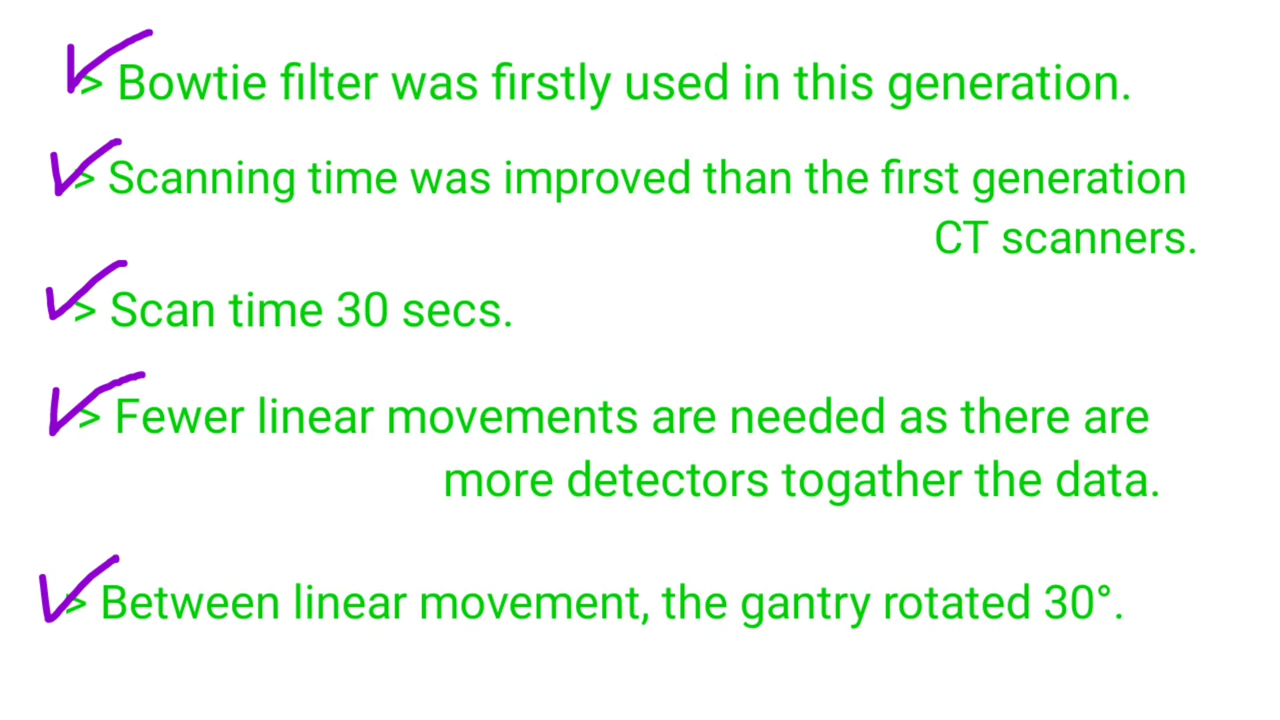 > Bowtie filter was firstly used in this generation.
> Scanning time was improved than the first generation
CT scanners.
> Scan time 30 secs.
> Fewer linear movements are needed as there are
more detectors togather the data.
> Between linear movement, the gantry rotated 30°.